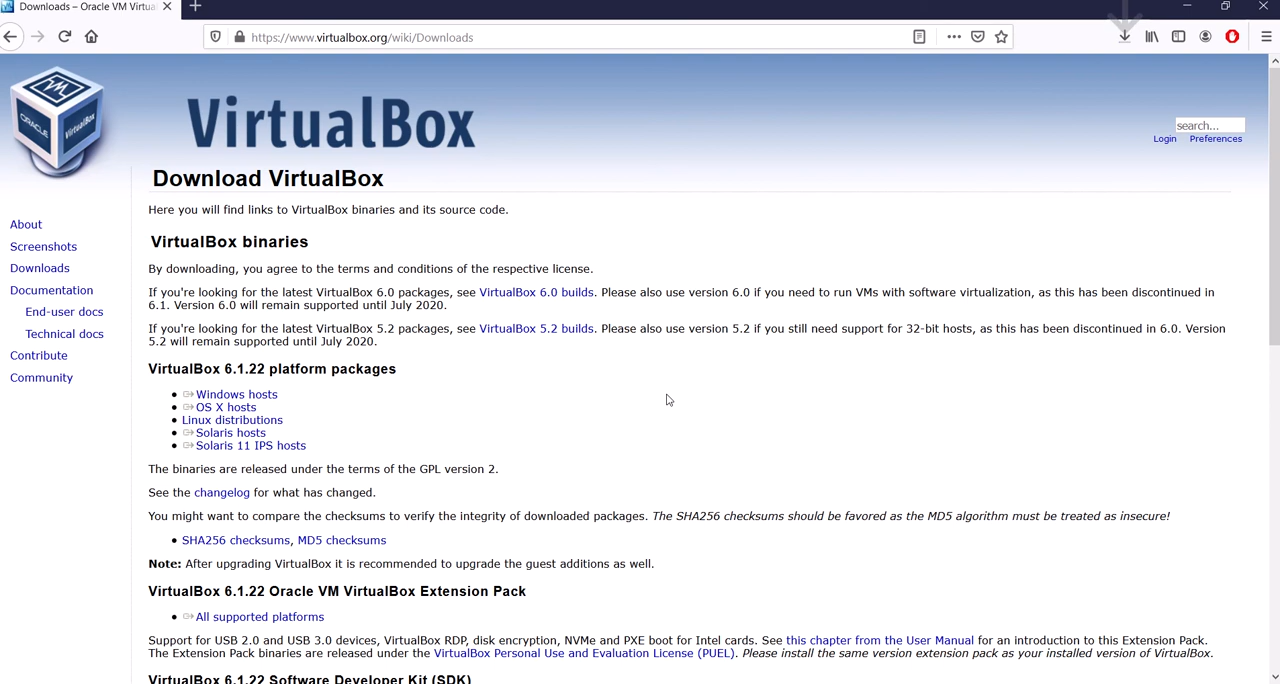 Downloads – Oracle VM Virtua
https://www.virtualbox.org/wiki/Downloads
VM
ORACLE
VirtualBox
VirtualBox
search...
Login Preferences
About
Screenshots
Downloads
Documentation
End-user docs
Technical docs
Contribute
Community
Download VirtualBox
Here you will find links to VirtualBox binaries and its source code.
VirtualBox binaries
By downloading, you agree to the terms and conditions of the respective license.
If you're looking for the latest VirtualBox 6.0 packages, see VirtualBox 6.0 builds. Please also use version 6.0 if you need to run VMs with software virtualization, as this has been discontinued in
6.1. Version 6.0 will remain supported until July 2020.
If you're looking for the latest VirtualBox 5.2 packages, see VirtualBox 5.2 builds. Please also use version 5.2 if you still need support for 32-bit hosts, as this has been discontinued in 6.0. Version
5.2 will remain supported until July 2020.
VirtualBox 6.1.22 platform packages
• Windows hosts
• OS X hosts
• Linux distributions
• Solaris hosts
• Solaris 11 IPS hosts
The binaries are released under the terms of the GPL version 2.
See the changelog for what has changed.
You might want to compare the checksums to verify the integrity of downloaded packages. The SHA256 checksums should be favored as the MD5 algorithm must be treated as insecure!
• SHA256 checksums, MD5 checksums
Note: After upgrading VirtualBox it is recommended to upgrade the guest additions as well.
VirtualBox 6.1.22 Oracle VM VirtualBox Extension Pack
• All supported platforms
Support for USB 2.0 and USB 3.0 devices, VirtualBox RDP, disk encryption, NVMe and PXE boot for Intel cards. See this chapter from the User Manual for an introduction to this Extension Pack.
The Extension Pack binaries are released under the VirtualBox Personal Use and Evaluation License (PUEL). Please install the same version extension pack as your installed version of VirtualBox.
VirtualBox 6.1.22 Software Developer Kit (SDK)